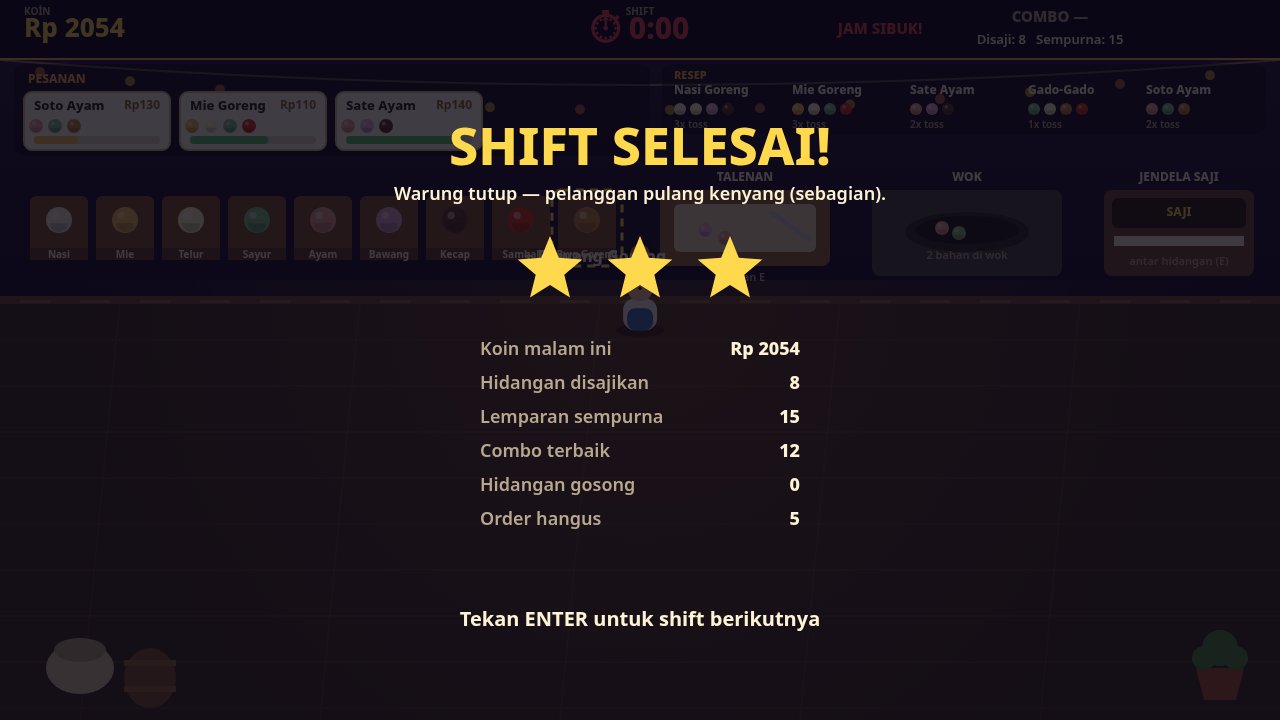 KOIN
Rp 2054
SHIFT
0:00
JAM SIBUK!
COMBO —
Disaji: 8 Sempurna: 15
PESANAN
Soto Ayam Rp130
Mie Goreng Rp110
Sate Ayam Rp140
RESEP
Nasi Goreng Mie Goreng Sate Ayam Gado-Gado Soto Ayam
3x toss 3x toss 2x toss 1x toss 2x toss
SHIFT SELESAI!
Warung tutup — pelanggan pulang kenyang (sebagian).
TALENAN
WOK
JENDELA SAJI
SAJI
Nasi Mie Telur Sayur Ayam Bawang Kecap Sambal
2 bahan di wok
antar hidangan (E)
Koin malam ini Rp 2054
Hidangan disajikan 8
Lemparan sempurna 15
Combo terbaik 12
Hidangan gosong 0
Order hangus 5
Tekan ENTER untuk shift berikutnya